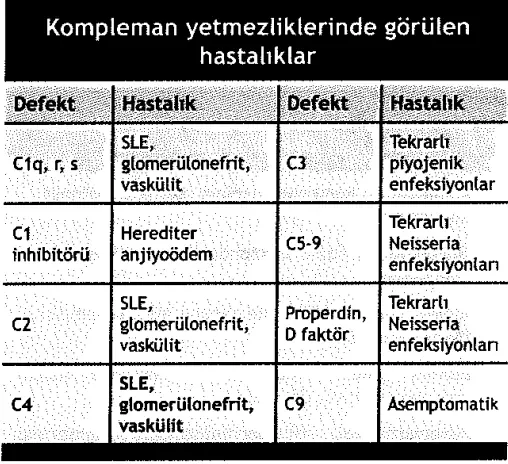 Kompleman yetmezliklerinde görülen
hastalıklar
Defekt Hastalık Defekt Hastalık
C1q, r, s
SLE,
glomerülonefrit,
vaskülit
C3
Tekrarlı
piyojenik
enfeksiyonlar
C1
inhibitörü
Herediter
anjiyoödem
C5-9
Tekrarlı
Neisseria
enfeksiyonları
C2
SLE,
glomerülonefrit,
vaskülit
Properdin,
D faktör
Tekrarlı
Neisseria
enfeksiyonları
C4
SLE,
glomerülonefrit,
vaskülit
C9
Asemptomatik